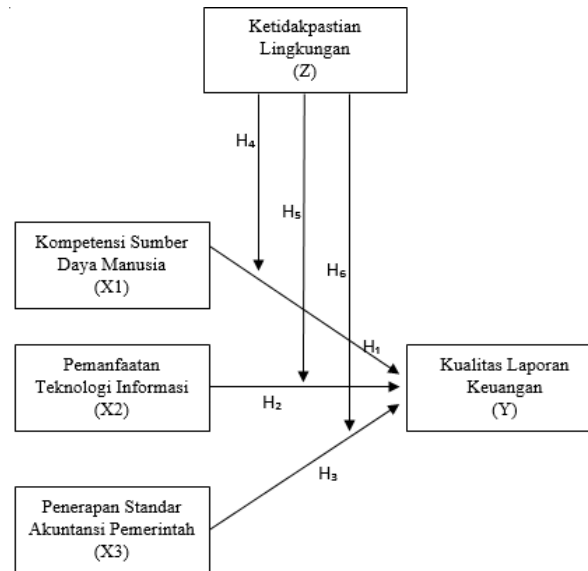 Ketidakpastian
Lingkungan
(Z)
H₄
H₅
H₆
Kompetensi Sumber
Daya Manusia
(X1)
H₁
Pemanfaatan
Teknologi Informasi
(X2)
H₂
Kualitas Laporan
Keuangan
(Y)
H₃
Penerapan Standar
Akuntansi Pemerintah
(X3)